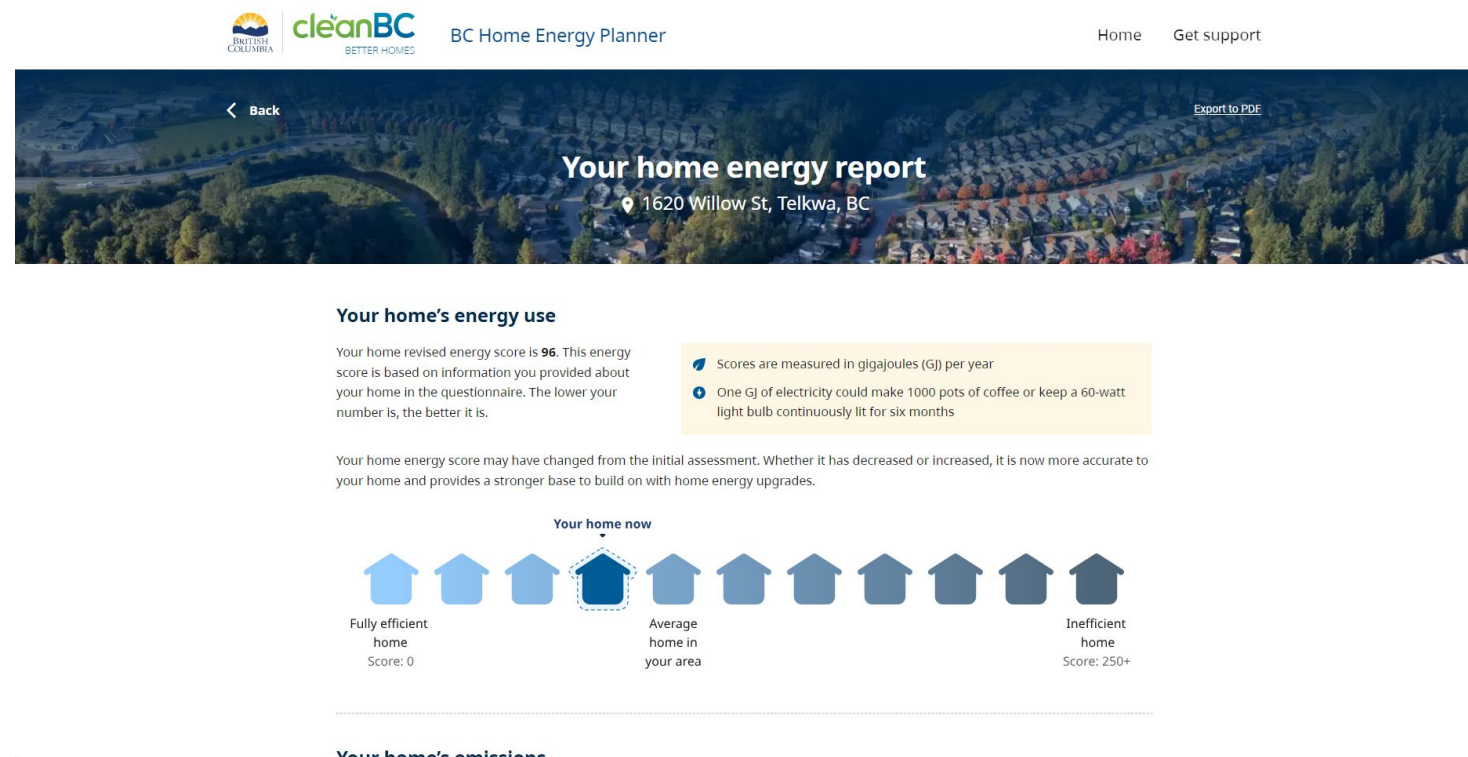 BRITISH
COLUMBIA
cleanBC
BETTER HOMES
BC Home Energy Planner
Home
Get support
Back
Export to PDF
Your home energy report
1620 Willow St, Telkwa, BC
Your home's energy use
Your home revised energy score is 96. This energy
score is based on information you provided about
your home in the questionnaire. The lower your
number is, the better it is.
Scores are measured in gigajoules (GJ) per year
One GJ of electricity could make 1000 pots of coffee or keep a 60-watt
light bulb continuously lit for six months
Your home energy score may have changed from the initial assessment. Whether it has decreased or increased, it is now more accurate to
your home and provides a stronger base to build on with home energy upgrades.
Your home now
Fully efficient
home
Score: 0
Average
home in
your area
Inefficient
home
Score: 250+
Your home's emissions